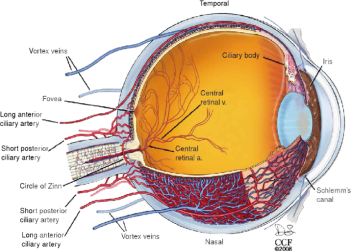 Temporal
Vortex veins
Ciliary body
Iris
Fovea
Central
retinal v.
Long anterior
ciliary artery
Short posterior
ciliary artery
Central
retinal a.
Circle of Zinn
Schlemm's
canal
Short posterior
ciliary artery
Long anterior
ciliary artery
Vortex veins
Nasal
OCF
©2008